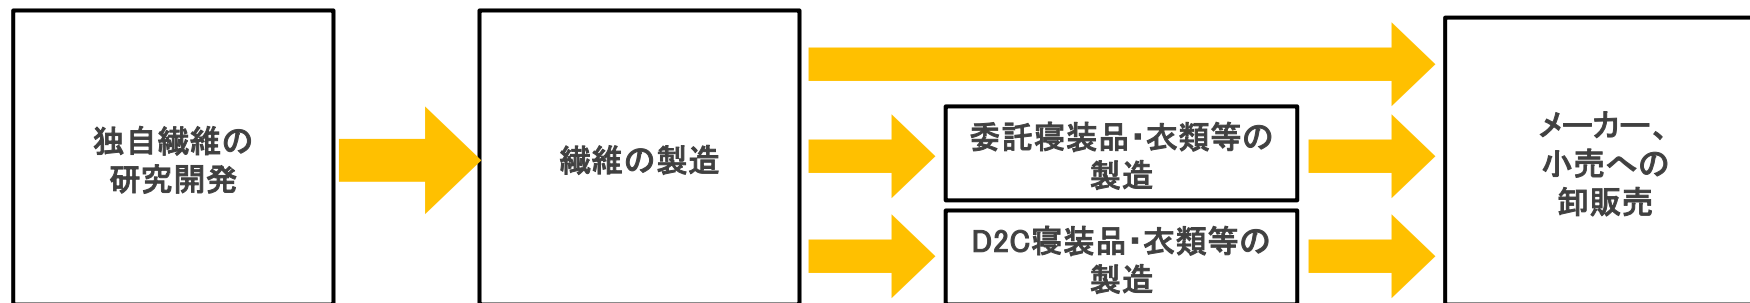 独自繊維の
研究開発
繊維の製造
委託寝装品・衣類等の
製造
D2C寝装品・衣類等の
製造
メーカー、
小売への
卸販売